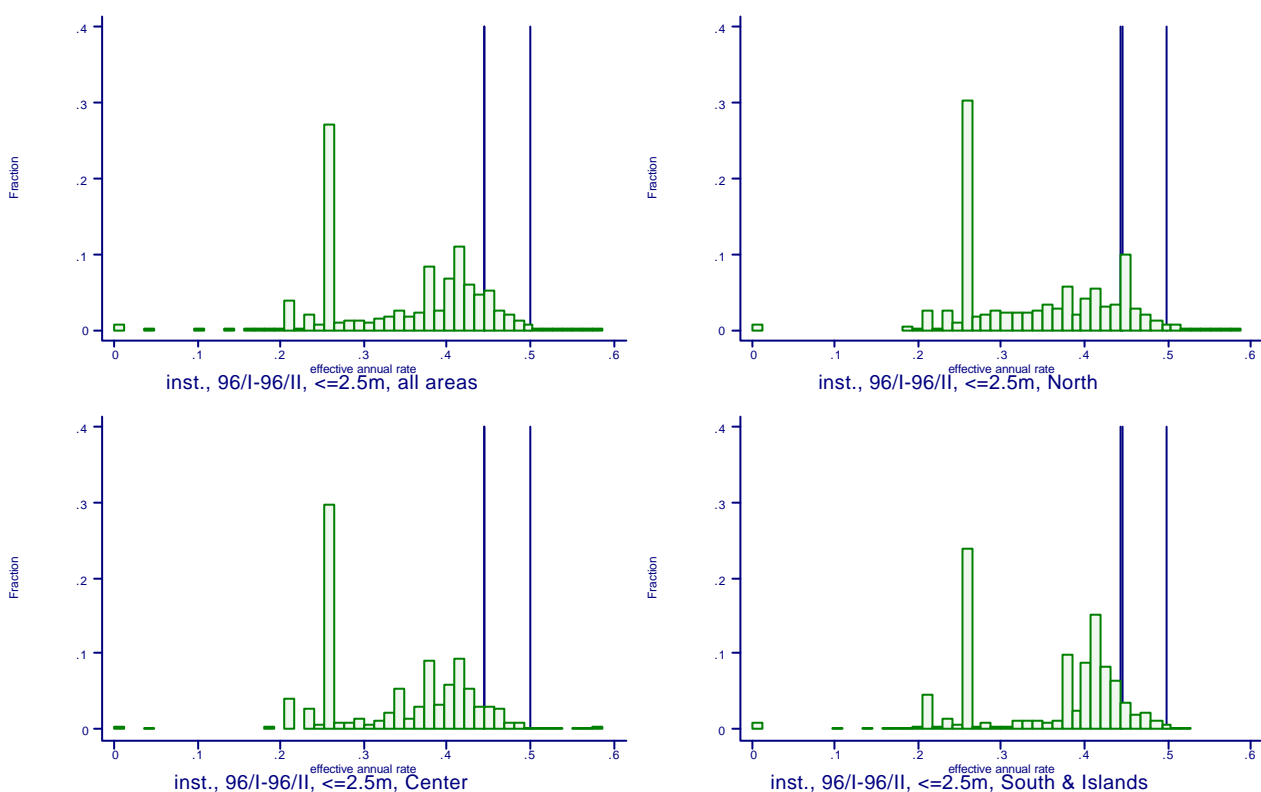 Fraction
.4
.3
.2
.1
0
0 .1 .2 .3 .4 .5 .6
effective annual rate
inst., 96/I-96/II, <=2.5m, all areas
Fraction
.4
.3
.2
.1
0
0 .1 .2 .3 .4 .5 .6
effective annual rate
inst., 96/I-96/II, <=2.5m, North
Fraction
.4
.3
.2
.1
0
0 .1 .2 .3 .4 .5 .6
effective annual rate
inst., 96/I-96/II, <=2.5m, Center
Fraction
.4
.3
.2
.1
0
0 .1 .2 .3 .4 .5 .6
effective annual rate
inst., 96/I-96/II, <=2.5m, South & Islands